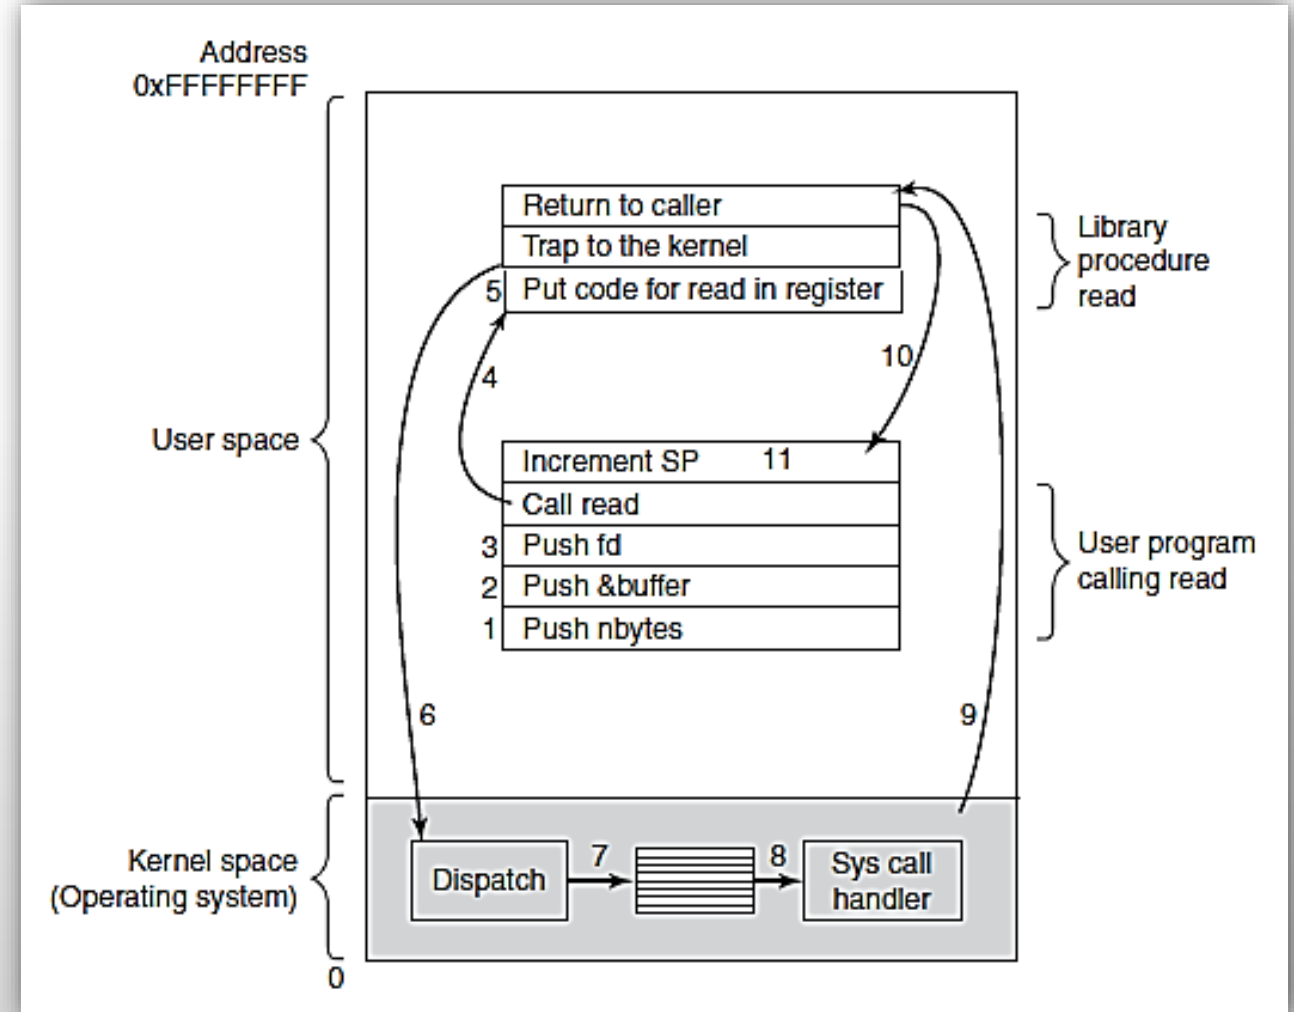 Address
0xFFFFFFFF
Return to caller
Trap to the kernel
5 Put code for read in register
Library
procedure
read
4
10
User space
Increment SP 11
Call read
3 Push fd
2 Push &buffer
1 Push nbytes
User program
calling read
6
9
Kernel space
(Operating system)
Dispatch
7
8
Sys call
handler
0